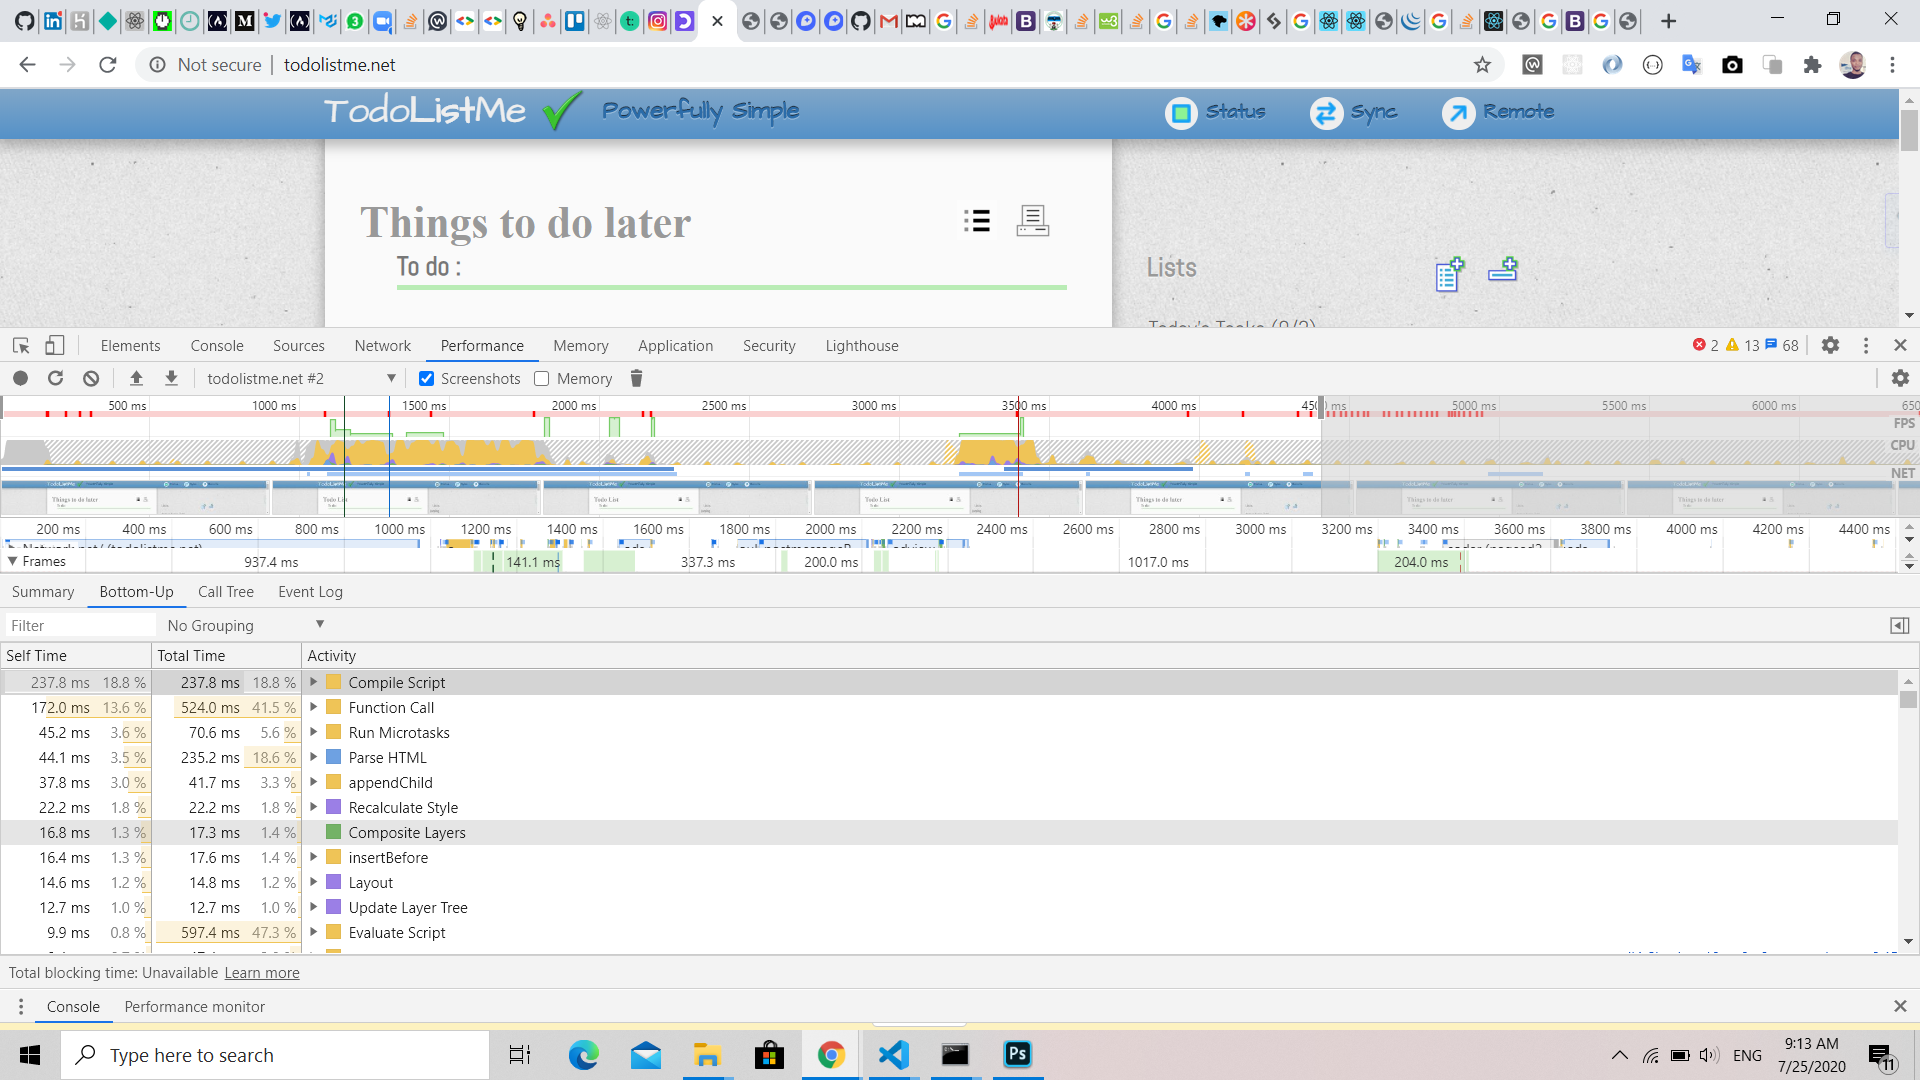 Not secure todolistme.net
TodoListMe Powerfully Simple Status Sync Remote
Things to do later
To do :
Lists
Today's Tasks
Elements Console Sources Network Performance Memory Application Security Lighthouse 2 13 68
todolistme.net #2 Screenshots Memory
500 ms 1000 ms 1500 ms 2000 ms 2500 ms 3000 ms 3500 ms 4000 ms 5000 ms 5500 ms 6000 ms
FPS
CPU
NET
200 ms 400 ms 600 ms 800 ms 1000 ms 1200 ms 1400 ms 1600 ms 1800 ms 2000 ms 2200 ms 2400 ms 2600 ms 2800 ms 3000 ms 3200 ms 3400 ms 3600 ms 3800 ms 4000 ms 4200 ms 4400 ms
Frames 937.4 ms 141.1 ms 337.3 ms 200.0 ms 1017.0 ms 204.0 ms
Summary Bottom-Up Call Tree Event Log
Filter No Grouping
Self Time Total Time Activity
237.8 ms 18.8 % 237.8 ms 18.8 % Compile Script
172.0 ms 13.6 % 524.0 ms 41.5 % Function Call
45.2 ms 3.6 % 70.6 ms 5.6 % Run Microtasks
44.1 ms 3.5 % 235.2 ms 18.6 % Parse HTML
37.8 ms 3.0 % 41.7 ms 3.3 % appendChild
22.2 ms 1.8 % 22.2 ms 1.8 % Recalculate Style
16.8 ms 1.3 % 17.3 ms 1.4 % Composite Layers
16.4 ms 1.3 % 17.6 ms 1.4 % insertBefore
14.6 ms 1.2 % 14.8 ms 1.2 % Layout
12.7 ms 1.0 % 12.7 ms 1.0 % Update Layer Tree
9.9 ms 0.8 % 597.4 ms 47.3 % Evaluate Script
Total blocking time: Unavailable Learn more
Console Performance monitor
Type here to search
ENG
9:13 AM
7/25/2020
11